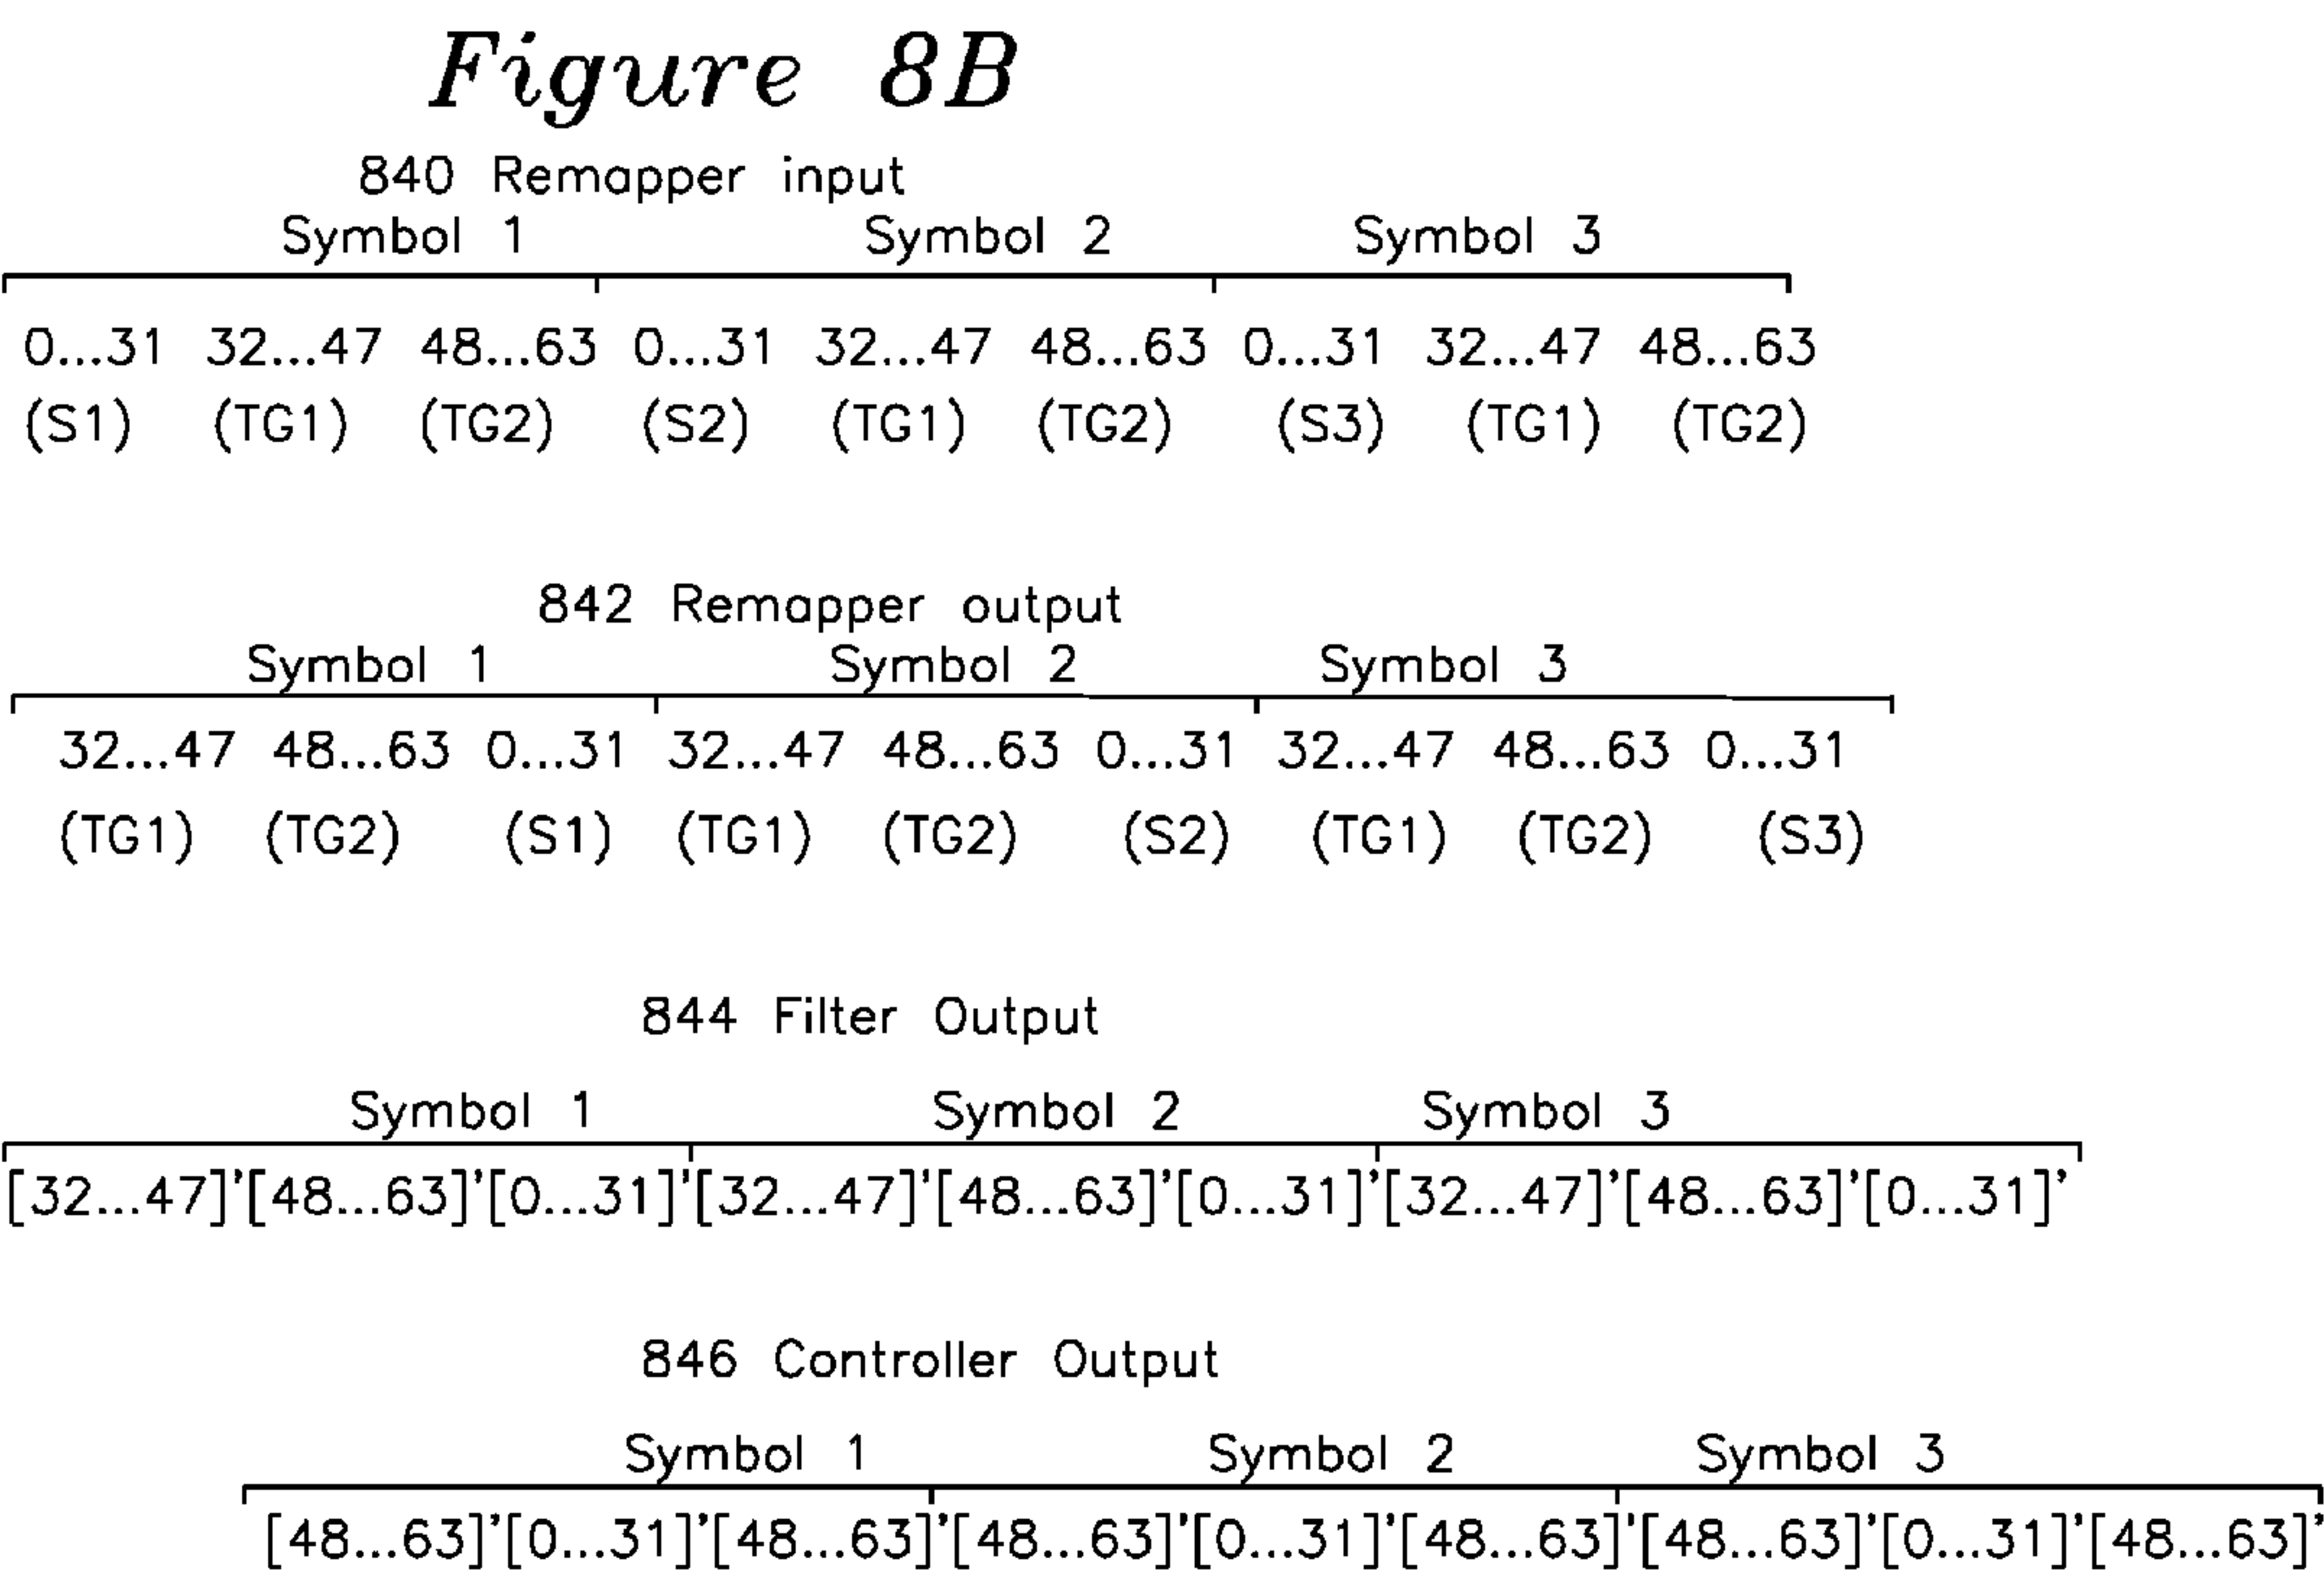 Figure 8B
840 Remapper input
Symbol 1 Symbol 2 Symbol 3
0...31 32...47 48...63 0...31 32...47 48...63 0...31 32...47 48...63
(S1) (TG1) (TG2) (S2) (TG1) (TG2) (S3) (TG1) (TG2)
842 Remapper output
Symbol 1 Symbol 2 Symbol 3
32...47 48...63 0...31 32...47 48...63 0...31 32...47 48...63 0...31
(TG1) (TG2) (S1) (TG1) (TG2) (S2) (TG1) (TG2) (S3)
844 Filter Output
Symbol 1 Symbol 2 Symbol 3
[32...47]'[48...63]'[0...31]'[32...47]'[48...63]'[0...31]'[32...47]'[48...63]'[0...31]'
846 Controller Output
Symbol 1 Symbol 2 Symbol 3
[48...63]'[0...31]'[48...63]'[48...63]'[0...31]'[48...63]'[48...63]'[0...31]'[48...63]'